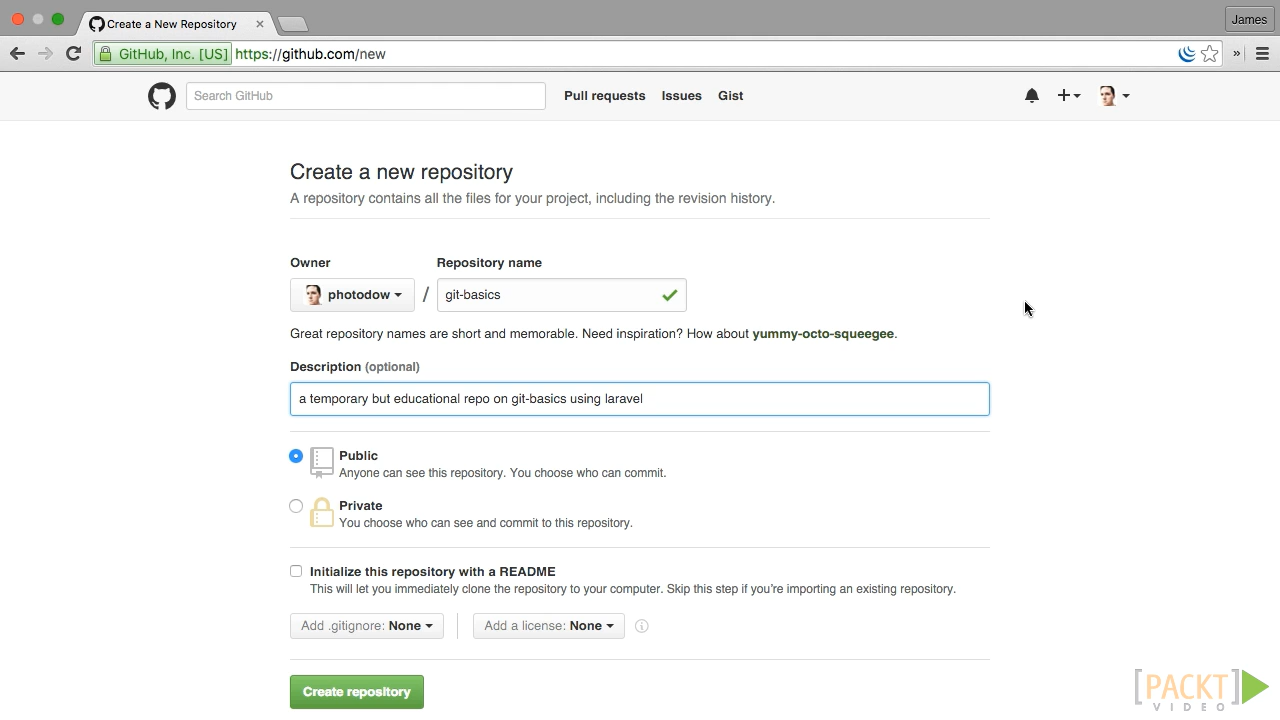 Create a New Repository
James
GitHub, Inc. [US] https://github.com/new
Search GitHub
Pull requests Issues Gist
Create a new repository
A repository contains all the files for your project, including the revision history.
Owner Repository name
photodow / git-basics
Great repository names are short and memorable. Need inspiration? How about yummy-octo-squeegee.
Description (optional)
a temporary but educational repo on git-basics using laravel
Public
Anyone can see this repository. You choose who can commit.
Private
You choose who can see and commit to this repository.
Initialize this repository with a README
This will let you immediately clone the repository to your computer. Skip this step if you're importing an existing repository.
Add .gitignore: None Add a license: None
Create repository
[PACKT]
VIDEO